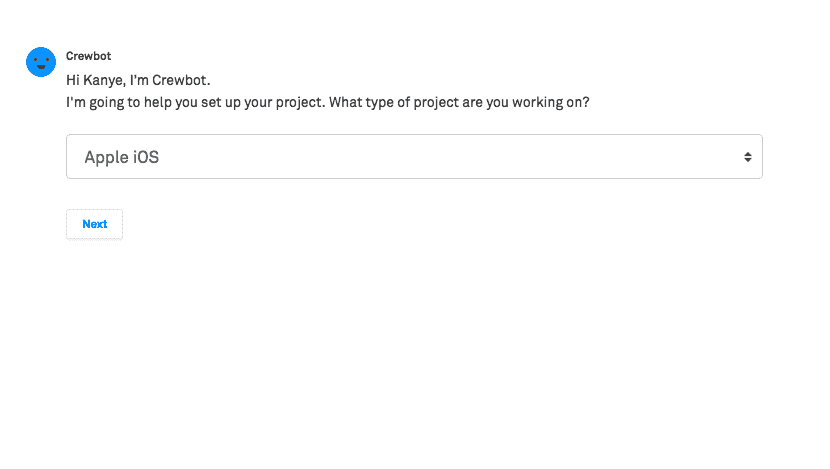 Crewbot
Hi Kanye, I'm Crewbot.
I'm going to help you set up your project. What type of project are you working on?
Apple iOS
Next